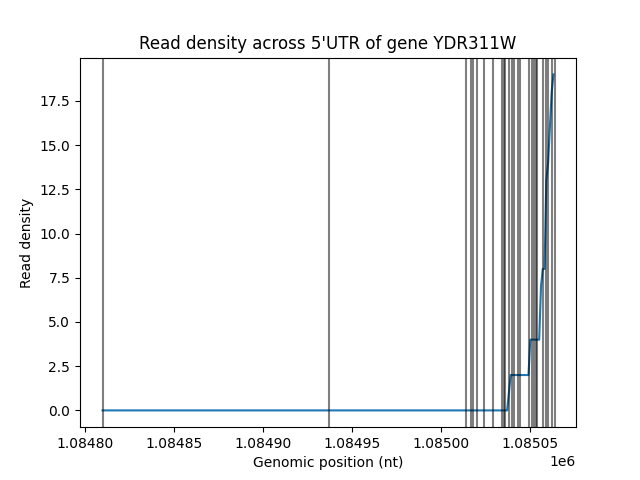 Read density across 5'UTR of gene YDR311W
Read density
17.5
15.0
12.5
10.0
7.5
5.0
2.5
0.0
1.08480 1.08485 1.08490 1.08495 1.08500 1.08505
1e6
Genomic position (nt)